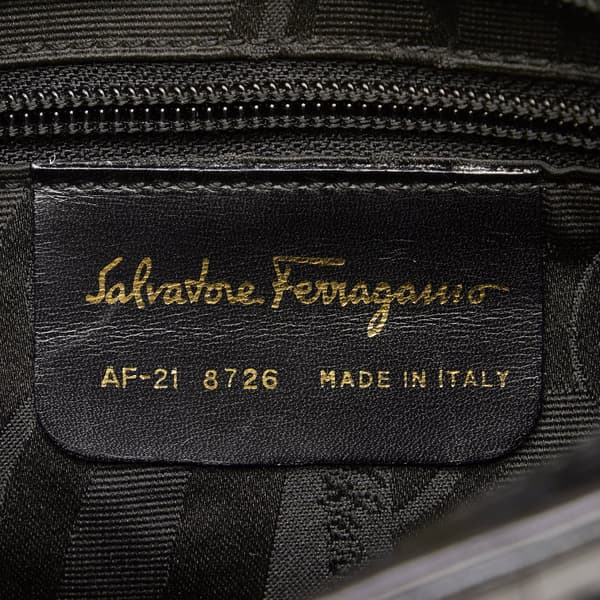 Salvatore Ferragamo
AF-21 8726 MADE IN ITALY